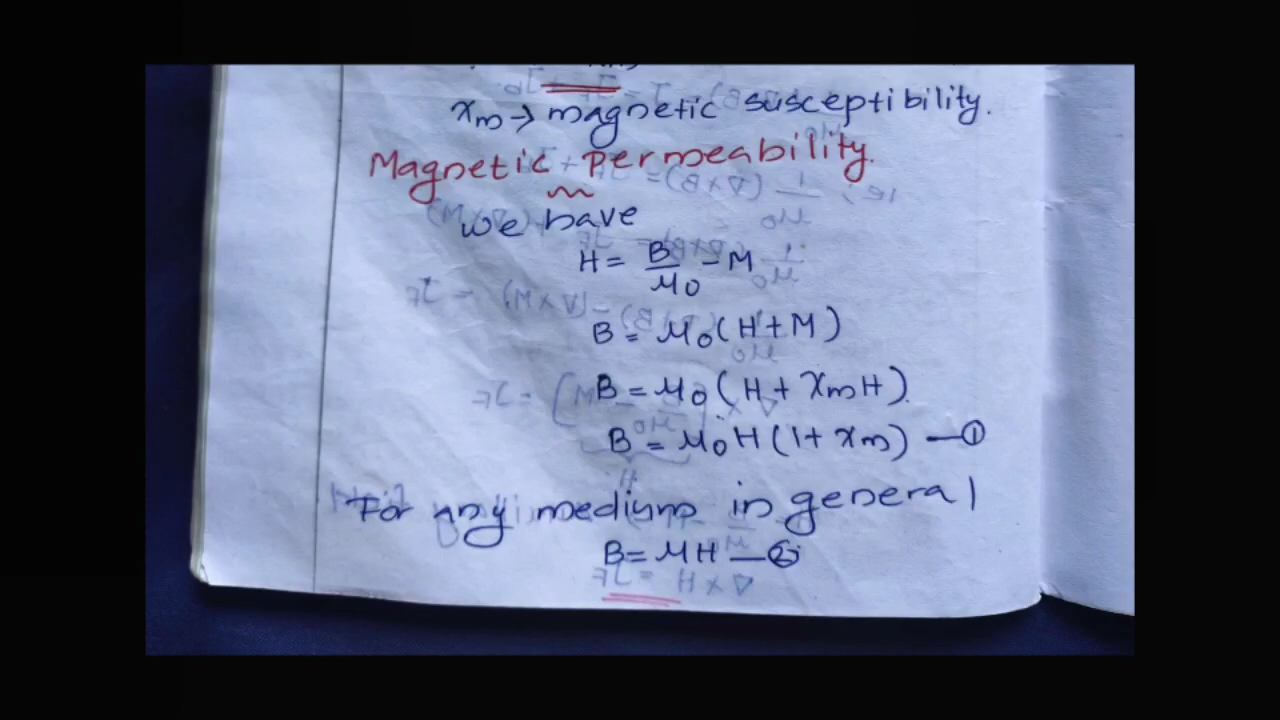 χm → magnetic susceptibility.
Magnetic Permeability.
we have
H = B/μ0 - M
B = μ0 (H + M)
B = μ0 (H + χmH)
B = μ0 H (1 + χm) — ①
For any medium in general
B = μH — ②